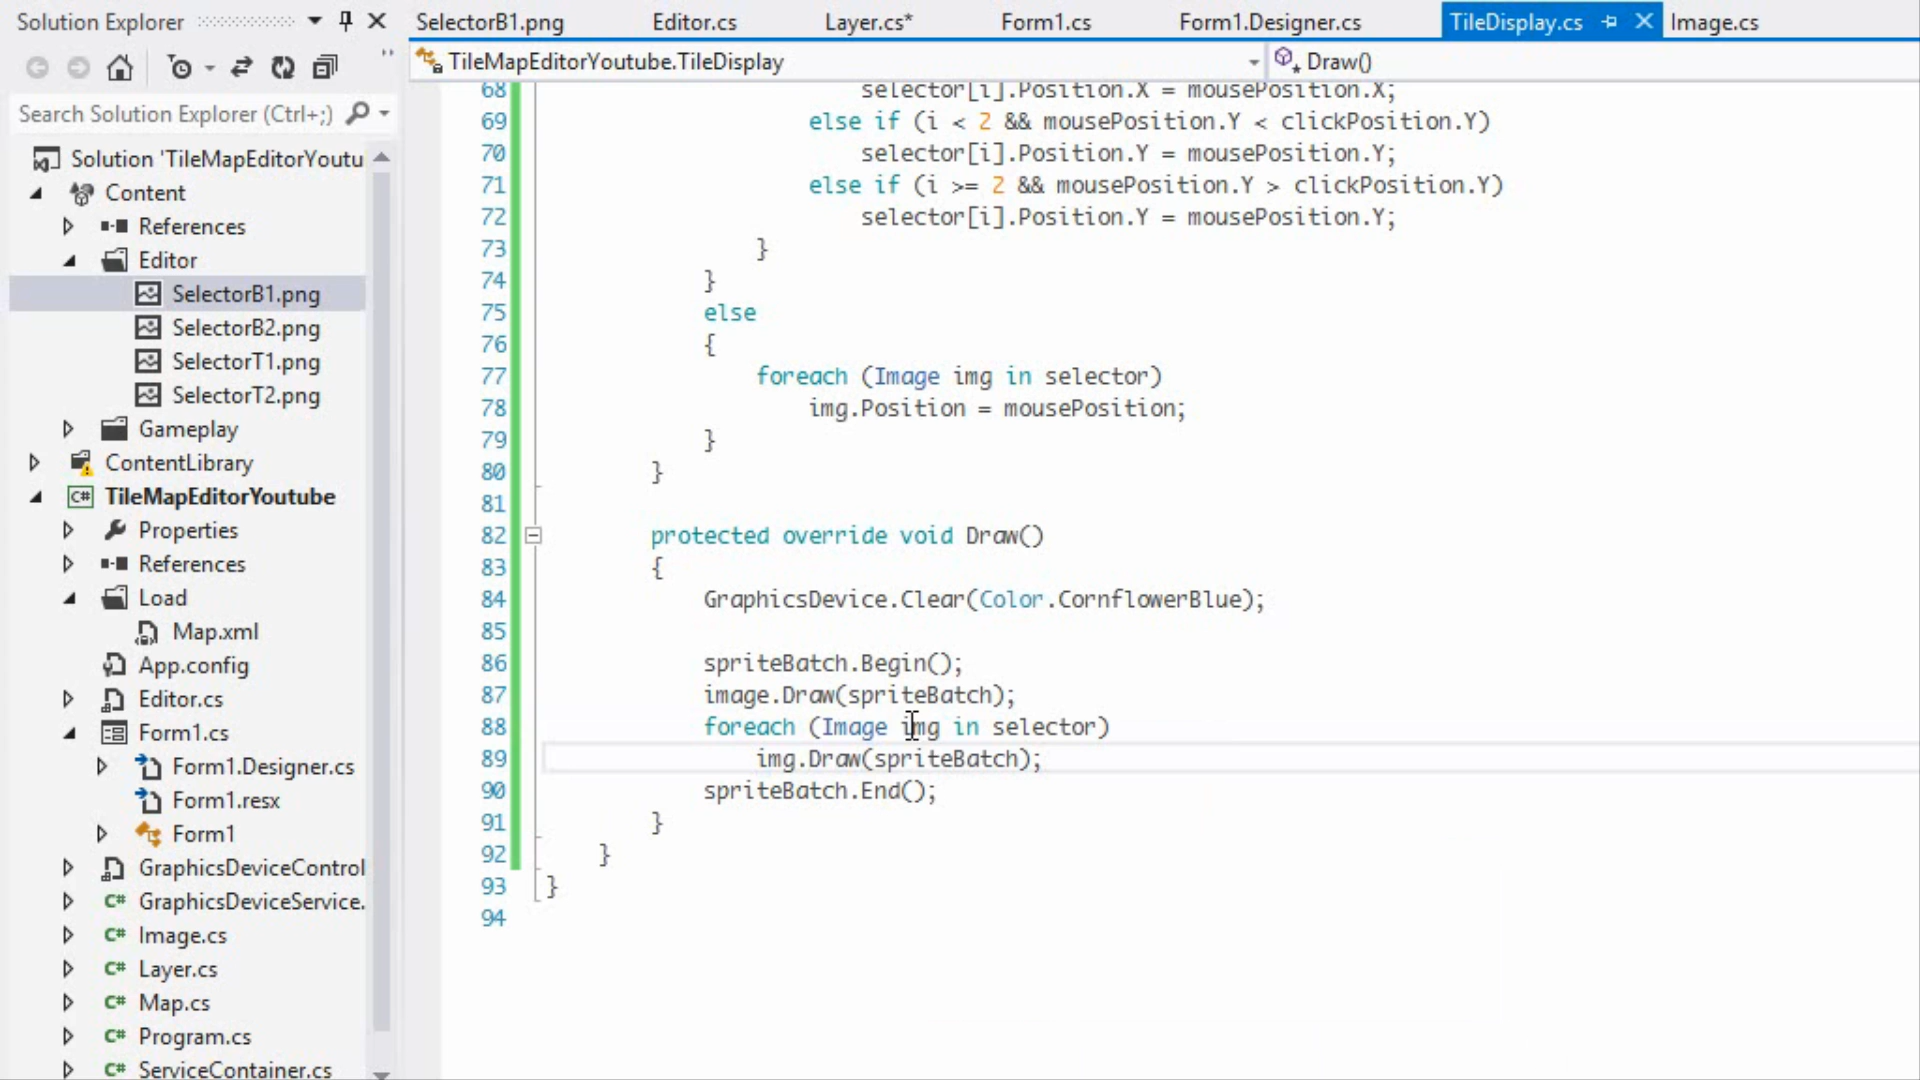 Solution Explorer
Search Solution Explorer (Ctrl+;)
Solution 'TileMapEditorYoutu
Content
References
Editor
SelectorB1.png
SelectorB2.png
SelectorT1.png
SelectorT2.png
Gameplay
ContentLibrary
TileMapEditorYoutube
Properties
References
Load
Map.xml
App.config
Editor.cs
Form1.cs
Form1.Designer.cs
Form1.resx
Form1
GraphicsDeviceControl
GraphicsDeviceService.
Image.cs
Layer.cs
Map.cs
Program.cs
ServiceContainer.cs
SelectorB1.png Editor.cs Layer.cs* Form1.cs Form1.Designer.cs TileDisplay.cs Image.cs
TileMapEditorYoutube.TileDisplay Draw()
68 selector[i].Position.X = mousePosition.X;
69 else if (i < 2 && mousePosition.Y < clickPosition.Y)
70 selector[i].Position.Y = mousePosition.Y;
71 else if (i >= 2 && mousePosition.Y > clickPosition.Y)
72 selector[i].Position.Y = mousePosition.Y;
73 }
74 }
75 else
76 {
77 foreach (Image img in selector)
78 img.Position = mousePosition;
79 }
80 }
81
82 protected override void Draw()
83 {
84 GraphicsDevice.Clear(Color.CornflowerBlue);
85
86 spriteBatch.Begin();
87 image.Draw(spriteBatch);
88 foreach (Image img in selector)
89 img.Draw(spriteBatch);
90 spriteBatch.End();
91 }
92 }
93 }
94